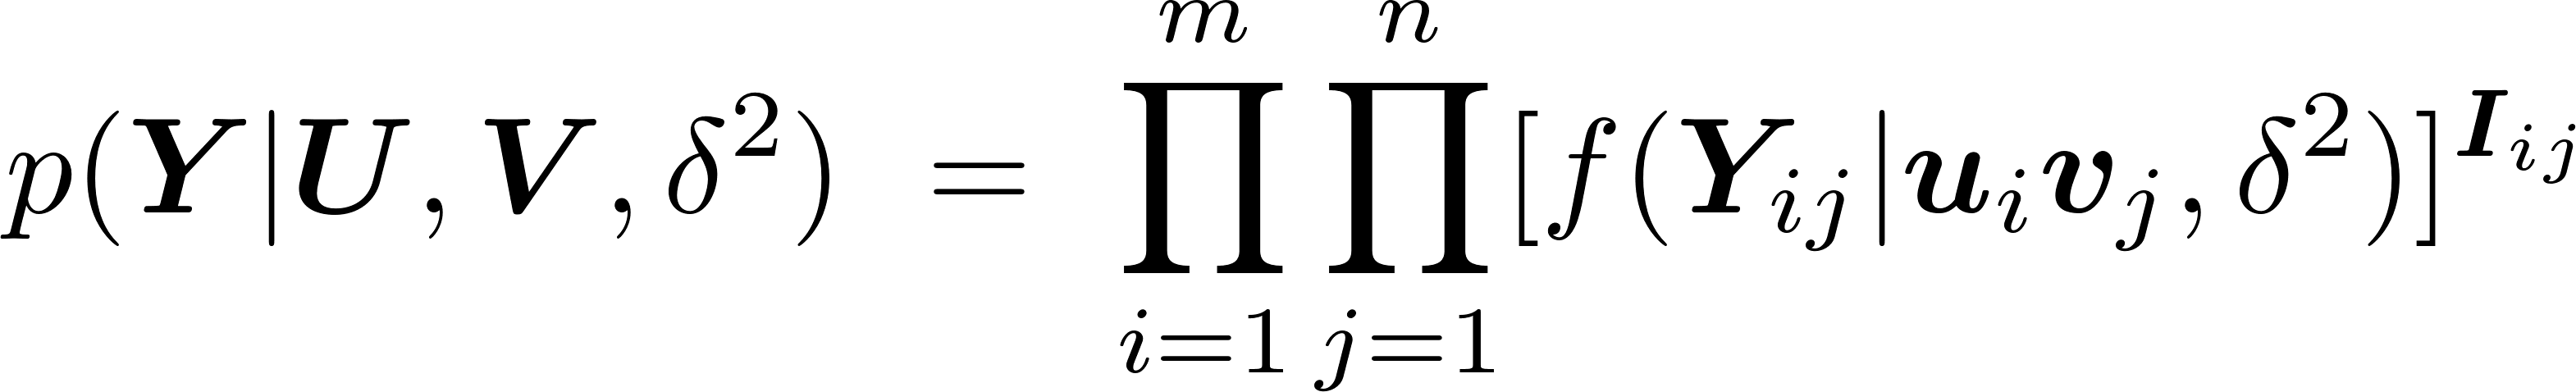 p(Y|U, V, δ²) = ∏_{i=1}^{m} ∏_{j=1}^{n} [f(Y_{ij}|u_i v_j, δ²)]^{I_{ij}}